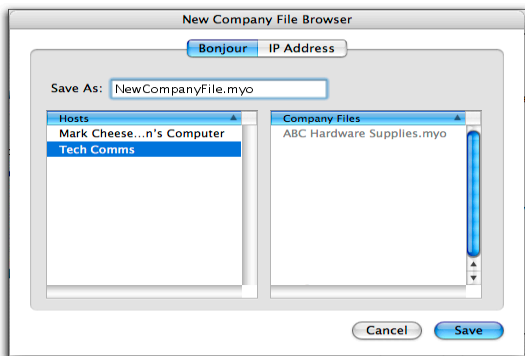 New Company File Browser
Bonjour IP Address
Save As: NewCompanyFile.myo
Hosts
Mark Cheese...n's Computer
Tech Comms
Company Files
ABC Hardware Supplies.myo
Cancel Save